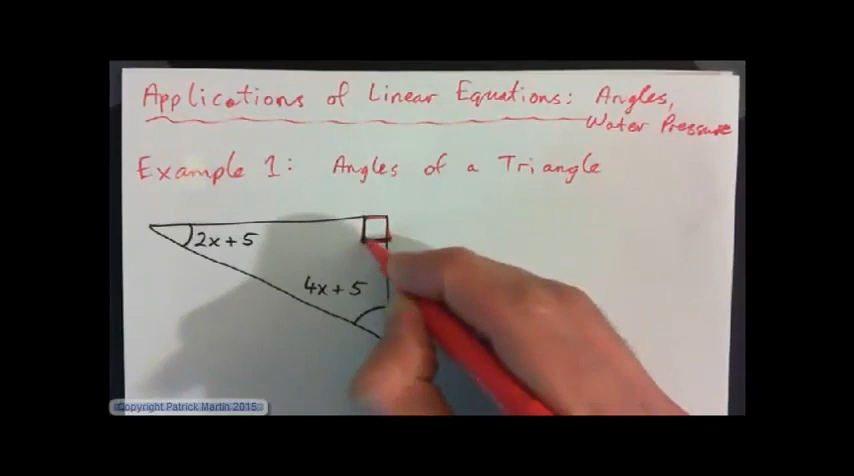 Applications of Linear Equations: Angles,
Water Pressure
Example 1: Angles of a Triangle
2x + 5
4x + 5
Copyright Patrick Martin 2015